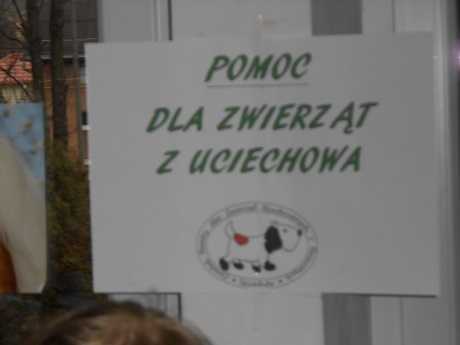 POMOC
DLA ZWIERZĄT
Z UCIECHOWA